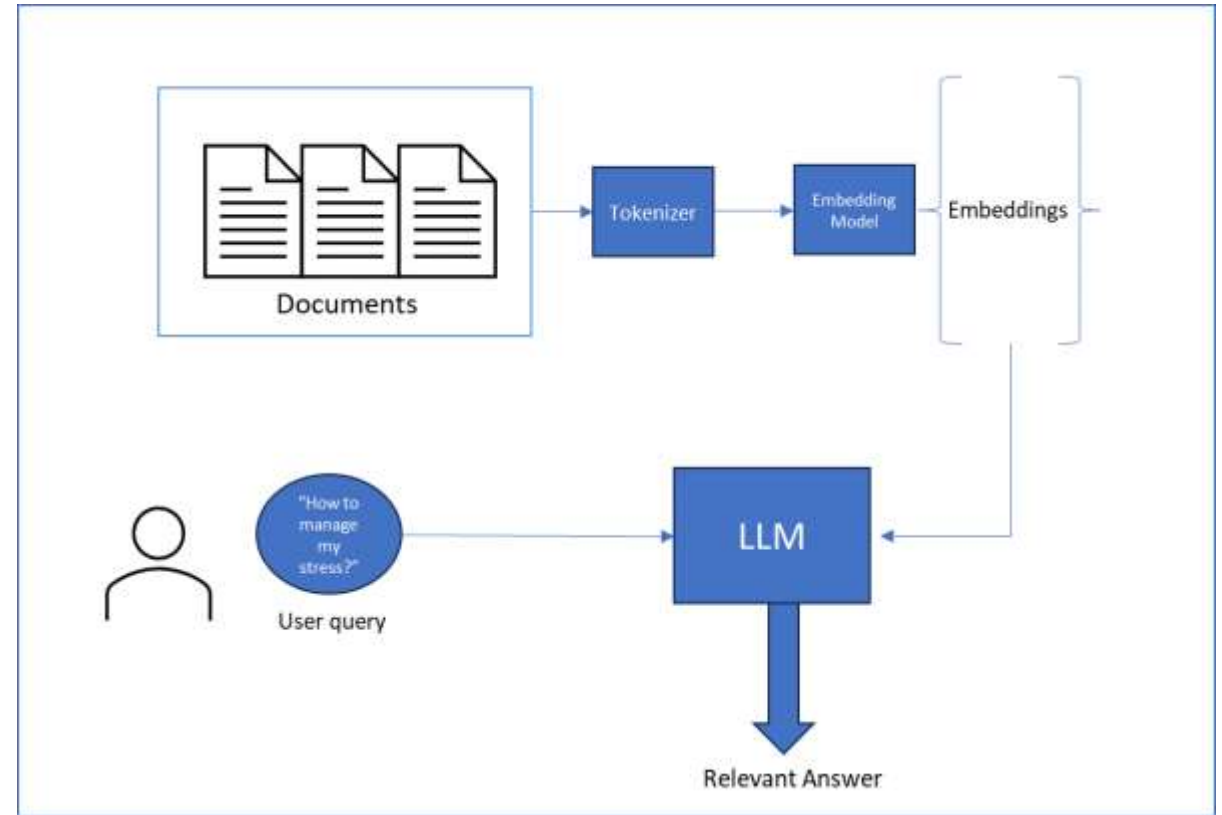 Documents
Tokenizer
Embedding
Model
Embeddings
"How to
manage
my
stress?"
User query
LLM
Relevant Answer